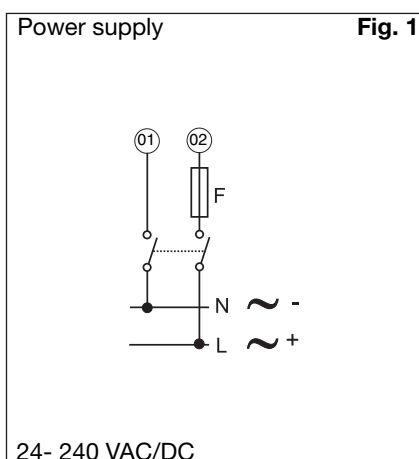 Power supply Fig. 1
01 02
F
N ~ -
L ~ +
24- 240 VAC/DC